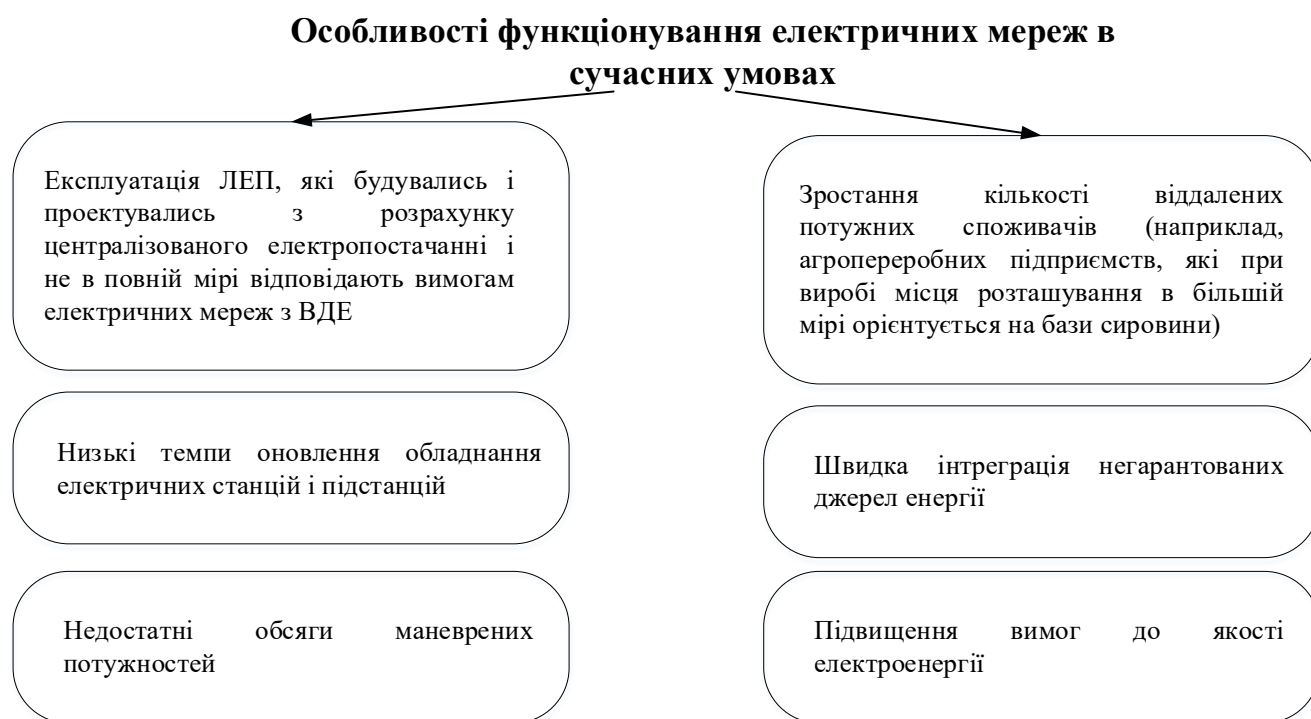 Особливості функціонування електричних мереж в
сучасних умовах
Експлуатація ЛЕП, які будувались і
проектувались з розрахунку
централізованого електропостачанні і
не в повній мірі відповідають вимогам
електричних мереж з ВДЕ
Низькі темпи оновлення обладнання
електричних станцій і підстанцій
Недостатні обсяги маневрених
потужностей
Зростання кількості віддалених
потужних споживачів (наприклад,
агропереробних підприємств, які при
виробі місця розташування в більшій
мірі орієнтується на бази сировини)
Швидка інтреграція негарантованих
джерел енергії
Підвищення вимог до якості
електроенергії